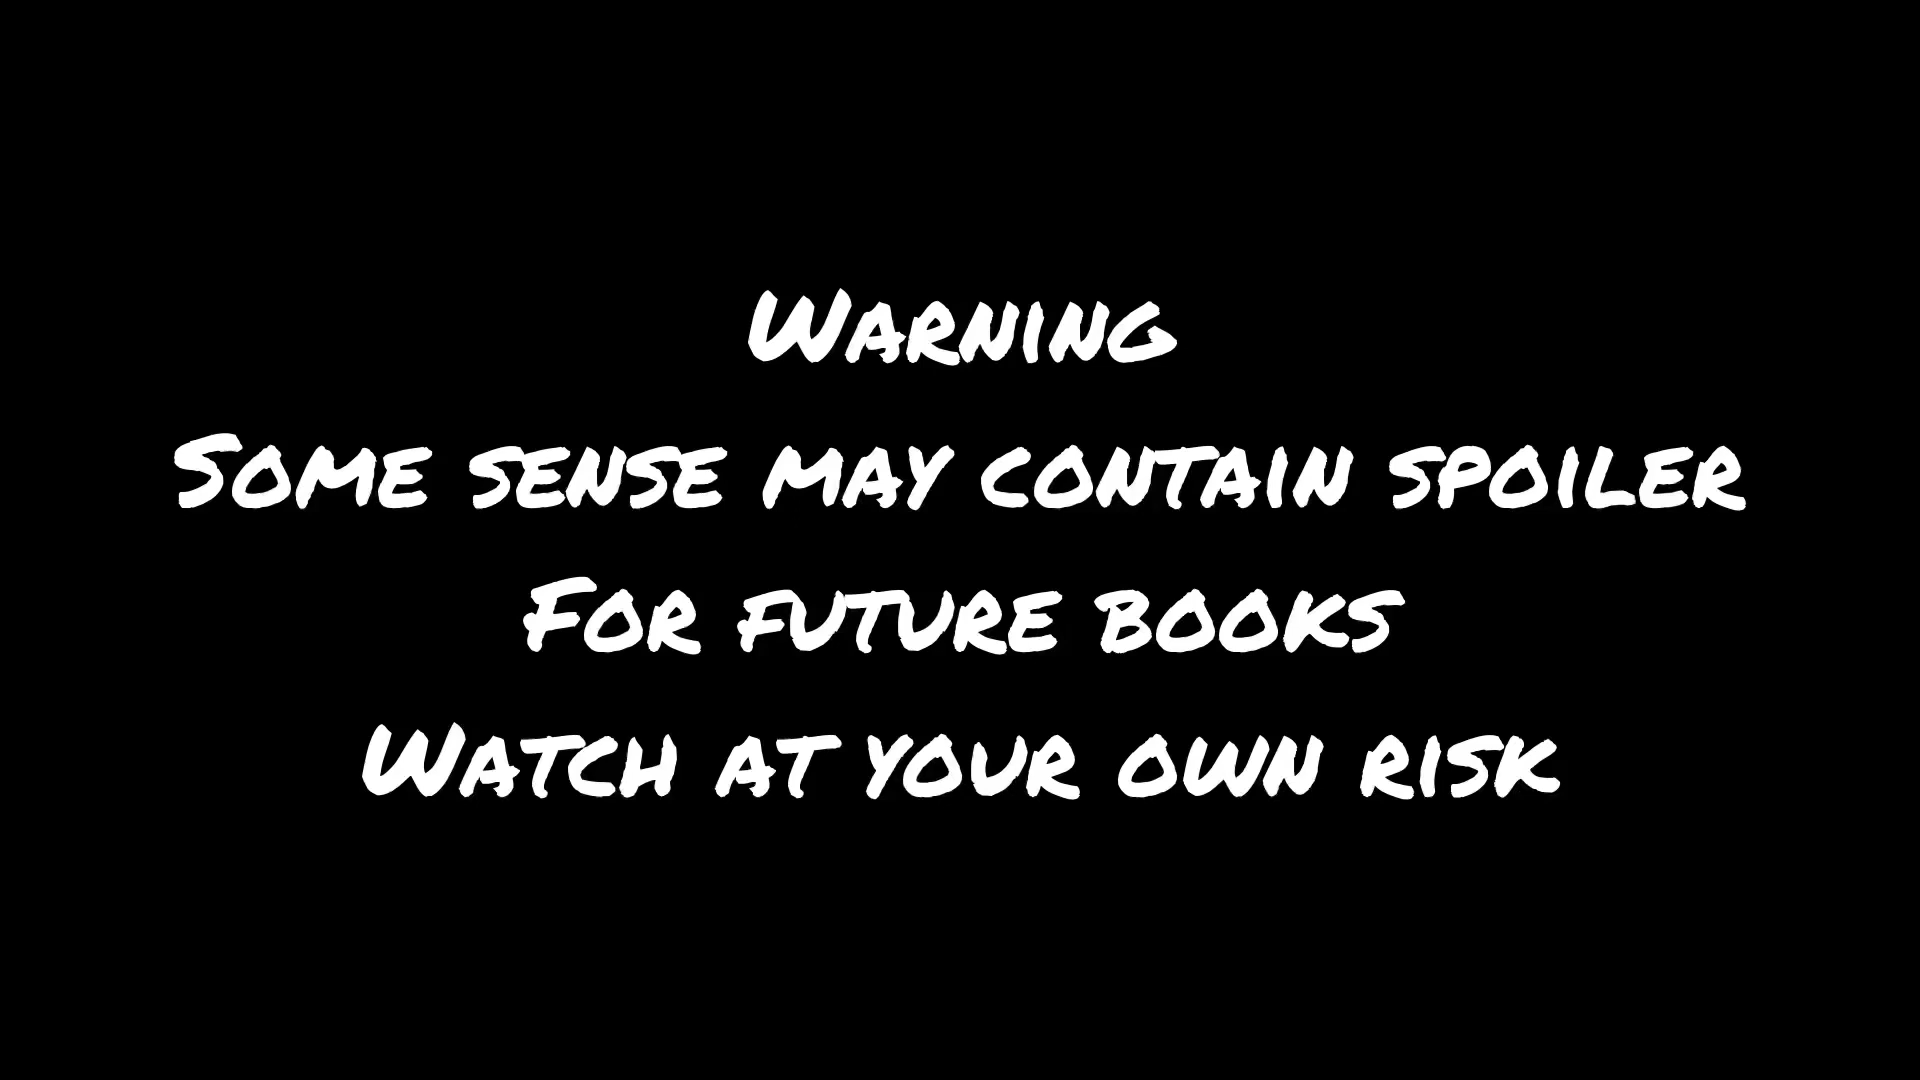 Warning
Some sense may contain spoiler
For future books
Watch at your own risk